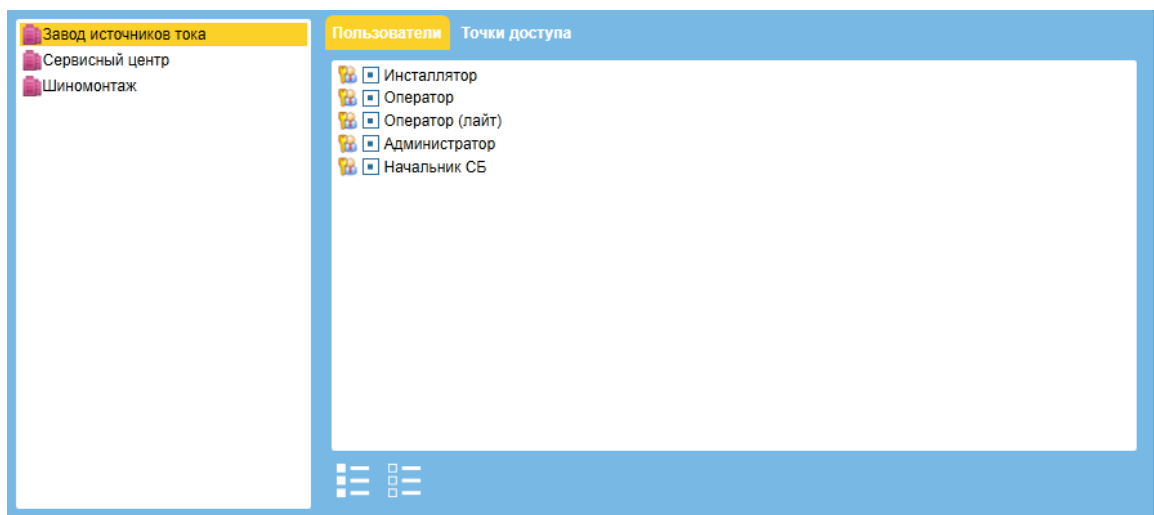 Завод источников тока
Сервисный центр
Шиномонтаж
Пользователи Точки доступа
Инсталлятор
Оператор
Оператор (лайт)
Администратор
Начальник СБ